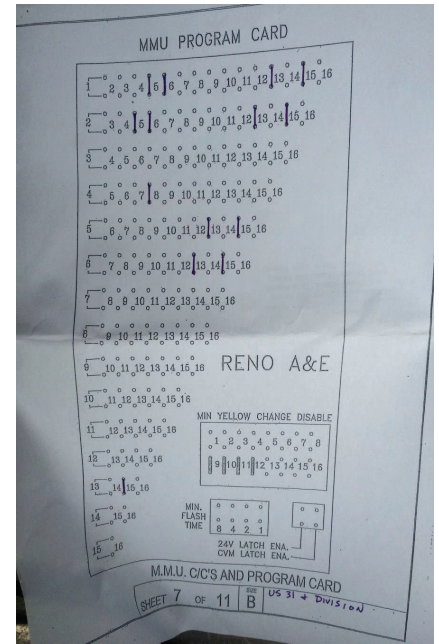 MMU PROGRAM CARD
1 2 3 4 5 6 7 8 9 10 11 12 13 14 15 16
2 3 4 5 6 7 8 9 10 11 12 13 14 15 16
3 4 5 6 7 8 9 10 11 12 13 14 15 16
4 5 6 7 8 9 10 11 12 13 14 15 16
5 6 7 8 9 10 11 12 13 14 15 16
6 7 8 9 10 11 12 13 14 15 16
7 8 9 10 11 12 13 14 15 16
8 9 10 11 12 13 14 15 16
RENO A&E
9 10 11 12 13 14 15 16
10 11 12 13 14 15 16
11 12 13 14 15 16
MIN YELLOW CHANGE DISABLE
1 2 3 4 5 6 7 8
9 10 11 12 13 14 15 16
12 13 14 15 16
13 14 15 16
14 15 16
15 16
MIN.
FLASH
TIME
8 4 2 1
24V LATCH ENA.
CVM LATCH ENA.
M.M.U. C/C'S AND PROGRAM CARD
SHEET 7 OF 11 SIZE B US 31 + DIVISION